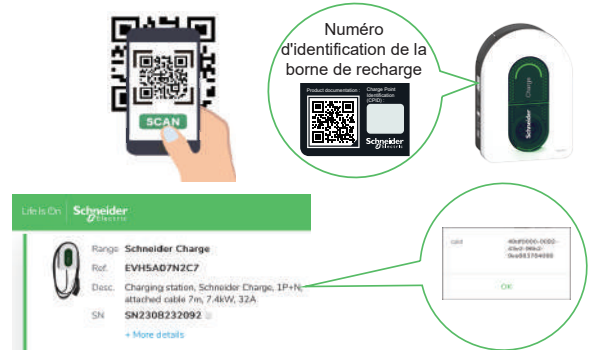 SCAN
Numéro
d'identification de la
borne de recharge
Product documentation :
Charge Point
Identification
(CPID) :
Schneider
Electric
Charge
Schneider
Life Is On | Schneider
Electric
Range Schneider Charge
Ref. EVH5A07N2C7
Desc. Charging station, Schneider Charge, 1P+N,
attached cable 7m, 7.4kW, 32A
SN SN230B232092
+ More details
OK